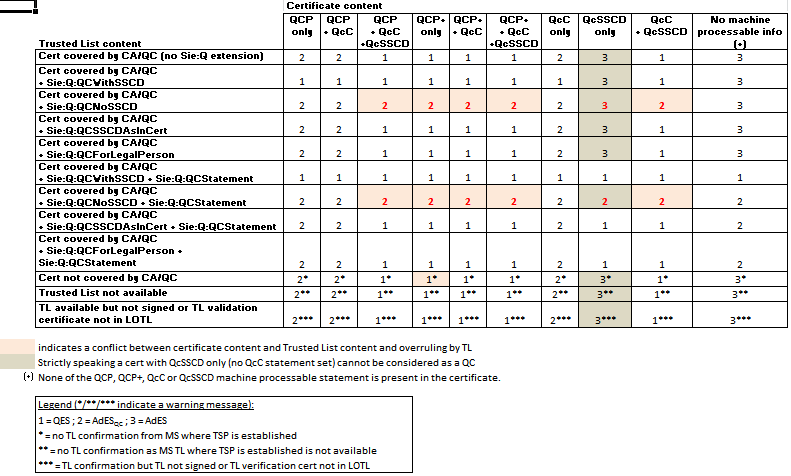 Certificate content
Trusted List content QCP only QCP + QcC QCP + QcC +QcSSCD QCP+ only QCP+ + QcC QCP+ + QcC +QcSSCD QcC only QcSSCD only QcC + QcSSCD No machine processable info (+)
Cert covered by CA/QC (no Sie:Q extension) 2 2 1 1 1 1 2 3 1 3
Cert covered by CA/QC
+ Sie:Q:QCWithSSCD 1 1 1 1 1 1 1 3 1 3
Cert covered by CA/QC
+ Sie:Q:QCNoSSCD 2 2 2 2 2 2 2 3 2 3
Cert covered by CA/QC
+ Sie:Q:QCSSCDAsInCert 2 2 1 1 1 1 2 3 1 3
Cert covered by CA/QC
+ Sie:Q:QCForLegalPerson 2 2 1 1 1 1 2 3 1 3
Cert covered by CA/QC
+ Sie:Q:QCWithSSCD + Sie:Q:QCStatement 1 1 1 1 1 1 1 1 1 1
Cert covered by CA/QC
+ Sie:Q:QCNoSSCD + Sie:Q:QCStatement 2 2 2 2 2 2 2 2 2 2
Cert covered by CA/QC
+ Sie:Q:QCSSCDAsInCert + Sie:Q:QCStatement 2 2 1 1 1 1 2 1 1 2
Cert covered by CA/QC
+ Sie:Q:QCForLegalPerson +
Sie:Q:QCStatement 2 2 1 1 1 1 2 1 1 2
Cert not covered by CA/QC 2* 2* 1* 1* 1* 1* 2* 3* 1* 3*
Trusted List not available 2** 2** 1** 1** 1** 1** 2** 3** 1** 3**
TL available but not signed or TL validation
certificate not in LOTL 2*** 2*** 1*** 1*** 1*** 1*** 2*** 3*** 1*** 3***
indicates a conflict between certificate content and Trusted List content and overruling by TL
Strictly speaking a cert with QcSSCD only (no QcC statement set) cannot be considered as a QC
(+) None of the QCP, QCP+, QcC or QcSSCD machine processable statement is present in the certificate.
Legend (*/**/*** indicate a warning message):
1 = QES ; 2 = AdESQC ; 3 = AdES
* = no TL confirmation from MS where TSP is established
** = no TL confirmation as MS TL where TSP is established is not available
*** = TL confirmation but TL not signed or TL verification cert not in LOTL